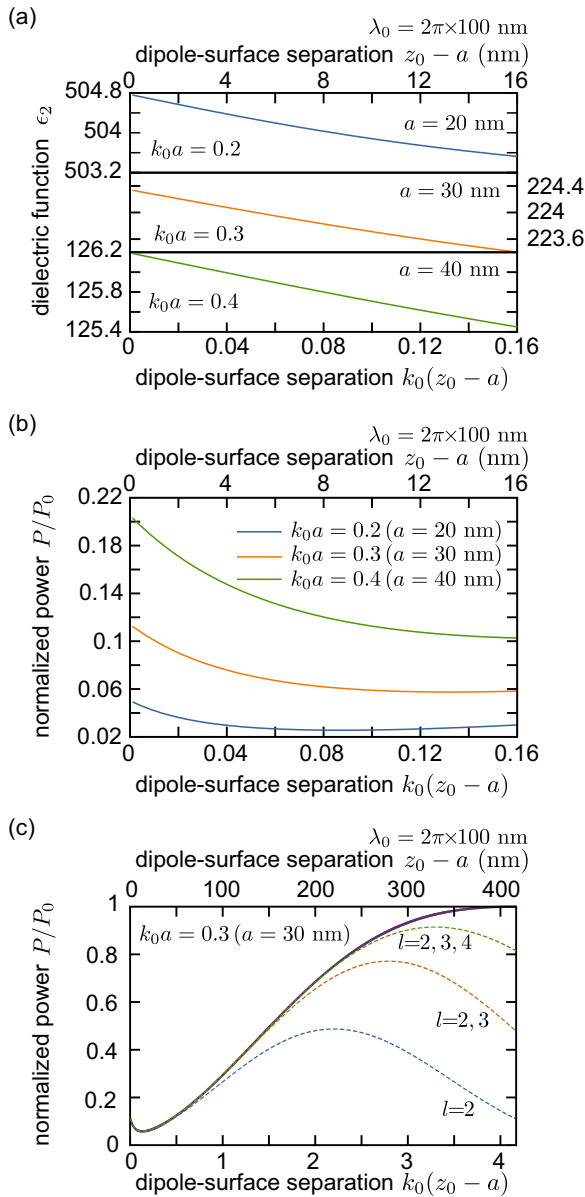 (a)
λ₀ = 2π×100 nm
dipole-surface separation z₀ − a (nm)
0 4 8 12 16
504.8
504
503.2
126.2
125.8
125.4
dielectric function ϵ₂
a = 20 nm
k₀a = 0.2
a = 30 nm
k₀a = 0.3
224.4
224
223.6
a = 40 nm
k₀a = 0.4
0 0.04 0.08 0.12 0.16
dipole-surface separation k₀(z₀ − a)
(b)
λ₀ = 2π×100 nm
dipole-surface separation z₀ − a (nm)
0 4 8 12 16
0.22
0.18
0.14
0.1
0.06
0.02
normalized power P/P₀
k₀a = 0.2 (a = 20 nm)
k₀a = 0.3 (a = 30 nm)
k₀a = 0.4 (a = 40 nm)
0 0.04 0.08 0.12 0.16
dipole-surface separation k₀(z₀ − a)
(c)
λ₀ = 2π×100 nm
dipole-surface separation z₀ − a (nm)
0 100 200 300 400
1
0.8
0.6
0.4
0.2
0
normalized power P/P₀
k₀a = 0.3 (a = 30 nm)
l=2,3,4
l=2,3
l=2
0 1 2 3 4
dipole-surface separation k₀(z₀ − a)